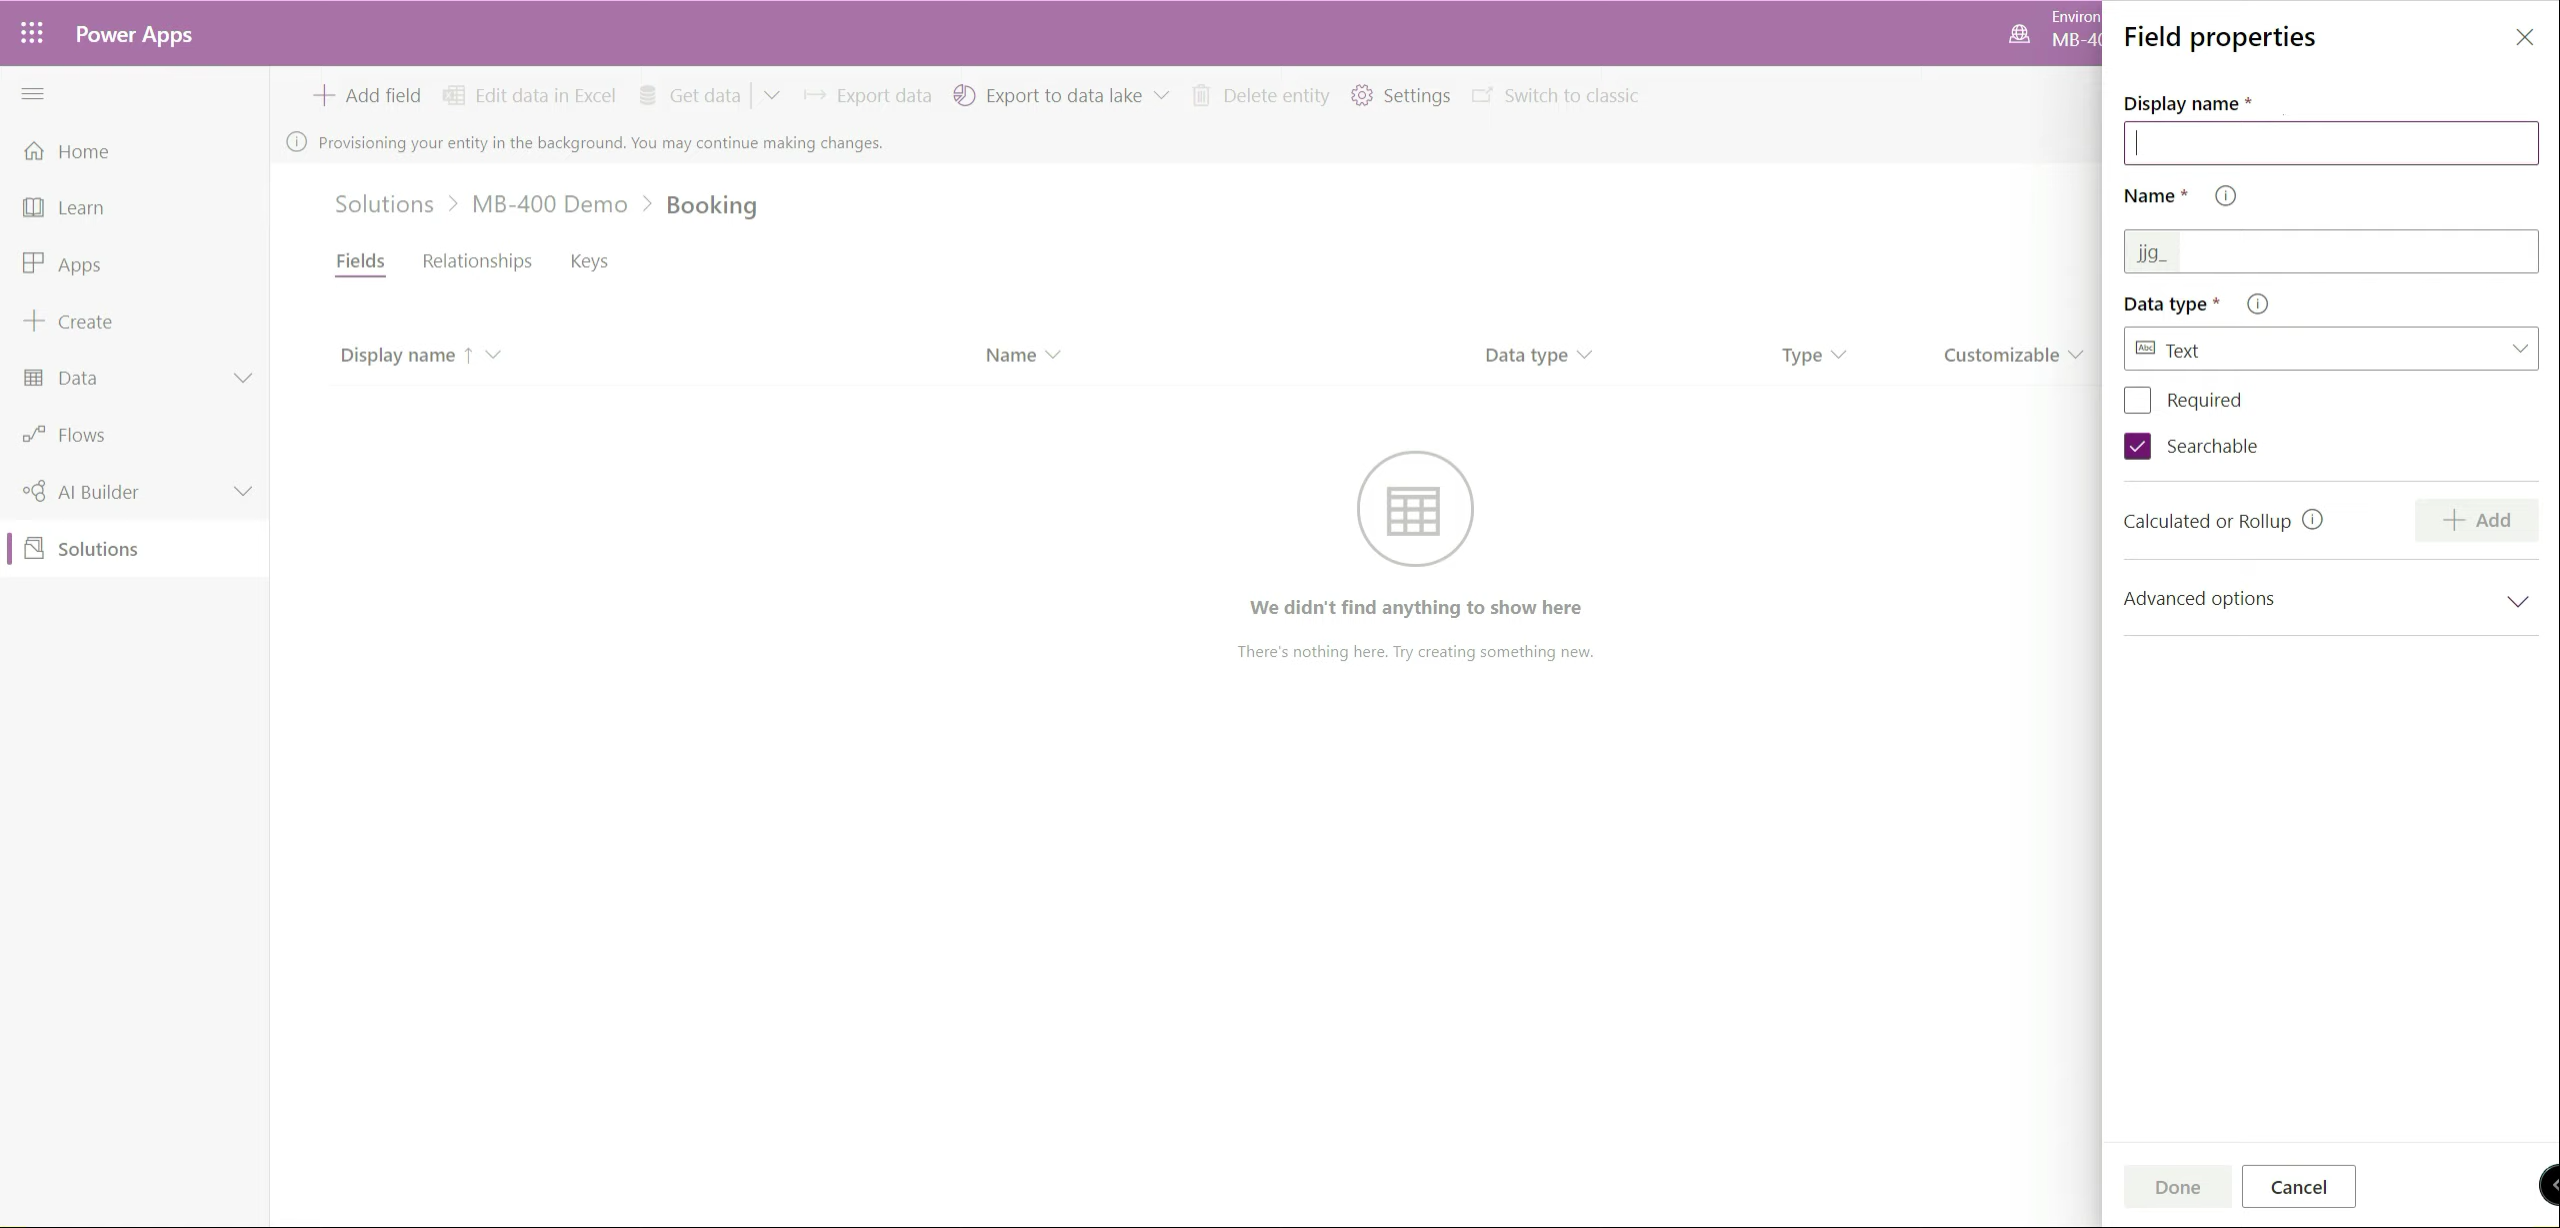 Power Apps
Environ
MB-40
Add field
Edit data in Excel
Get data
Export data
Export to data lake
Delete entity
Settings
Switch to classic
Provisioning your entity in the background. You may continue making changes.
Home
Learn
Apps
Create
Data
Flows
AI Builder
Solutions
Solutions > MB-400 Demo > Booking
Fields
Relationships
Keys
Display name ↑
Name
Data type
Type
Customizable
We didn't find anything to show here
There's nothing here. Try creating something new.
Field properties
Display name *
Name *
jjg_
Data type *
Abc Text
Required
Searchable
Calculated or Rollup
Add
Advanced options
Done
Cancel